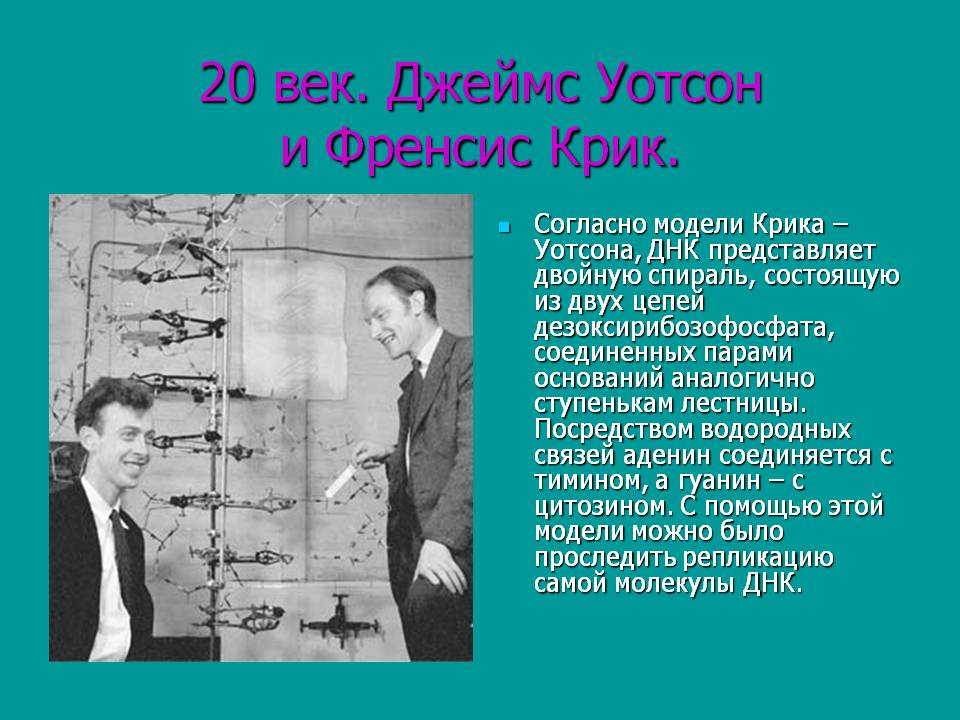 20 век. Джеймс Уотсон
и Френсис Крик.
Согласно модели Крика –
Уотсона, ДНК представляет
двойную спираль, состоящую
из двух цепей
дезоксирибозофосфата,
соединенных парами
оснований аналогично
ступенькам лестницы.
Посредством водородных
связей аденин соединяется с
тимином, а гуанин – с
цитозином. С помощью этой
модели можно было
проследить репликацию
самой молекулы ДНК.